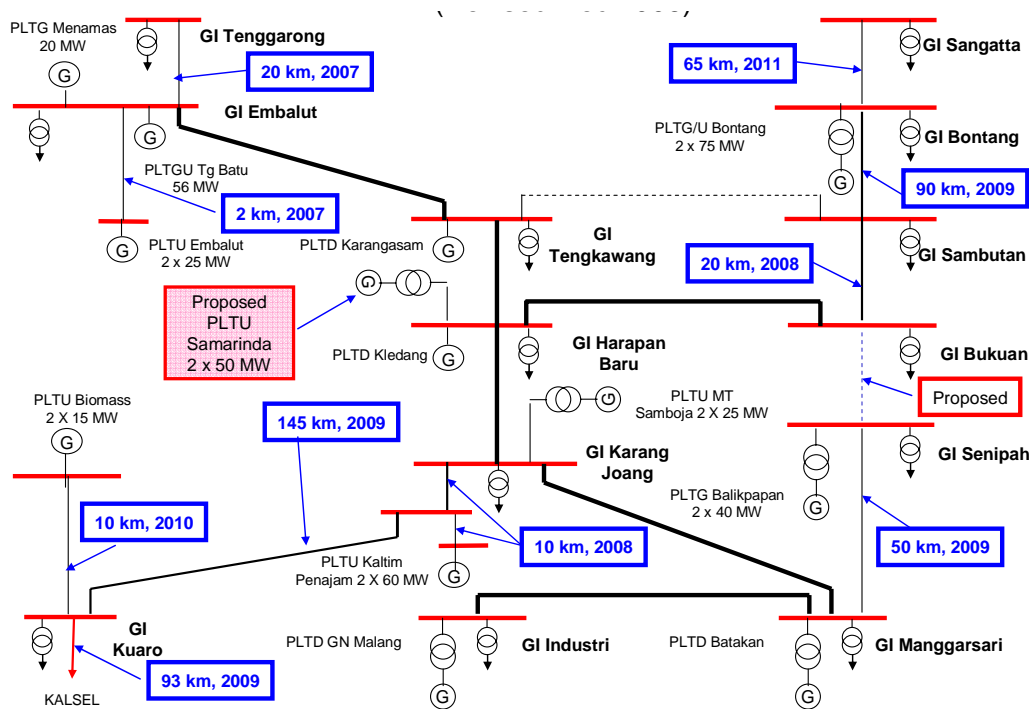 PLTG Menamas
20 MW
GI Tenggarong
20 km, 2007
G
GI Embalut
G
PLTGU Tg Batu
56 MW
2 km, 2007
G
PLTU Embalut
2 x 25 MW
GI Sangatta
65 km, 2011
PLTG/U Bontang
2 x 75 MW
GI Bontang
G
90 km, 2009
PLTD Karangasam
G
GI
Tengkawang
GI Sambutan
20 km, 2008
G
Proposed
PLTU
Samarinda
2 x 50 MW
PLTD Kledang
G
GI Harapan
Baru
GI Bukuan
Proposed
PLTU MT
Samboja 2 X 25 MW
G
PLTU Biomass
2 X 15 MW
G
145 km, 2009
GI Karang
Joang
GI Senipah
PLTG Balikpapan
2 x 40 MW
G
10 km, 2010
10 km, 2008
50 km, 2009
PLTU Kaltim
Penajam 2 X 60 MW
G
GI
Kuaro
93 km, 2009
KALSEL
PLTD GN Malang
G
GI Industri
PLTD Batakan
G
GI Manggarsari